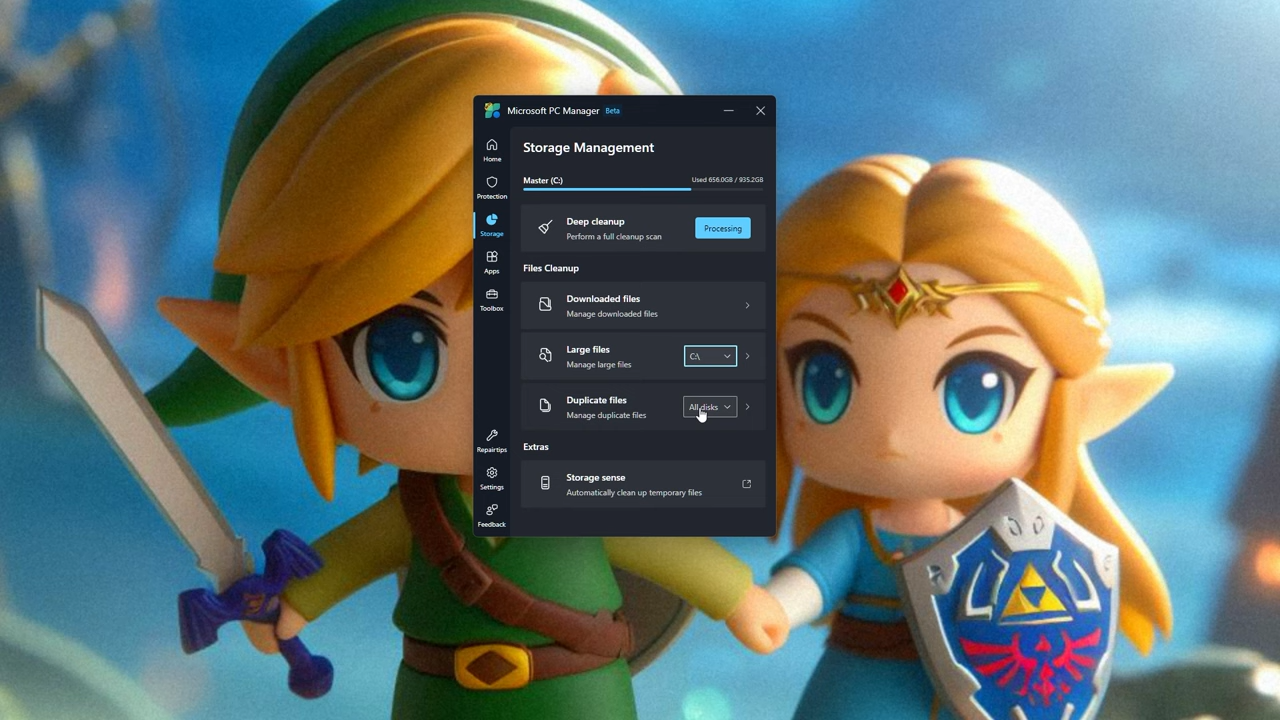 Microsoft PC Manager Beta
Home
Protection
Storage
Apps
Toolbox
Repair tips
Settings
Feedback
Storage Management
Master (C:) Used 656.0GB / 935.2GB
Deep cleanup
Perform a full cleanup scan
Processing
Files Cleanup
Downloaded files
Manage downloaded files
Large files
Manage large files
C:\
Duplicate files
Manage duplicate files
All disks
Extras
Storage sense
Automatically clean up temporary files